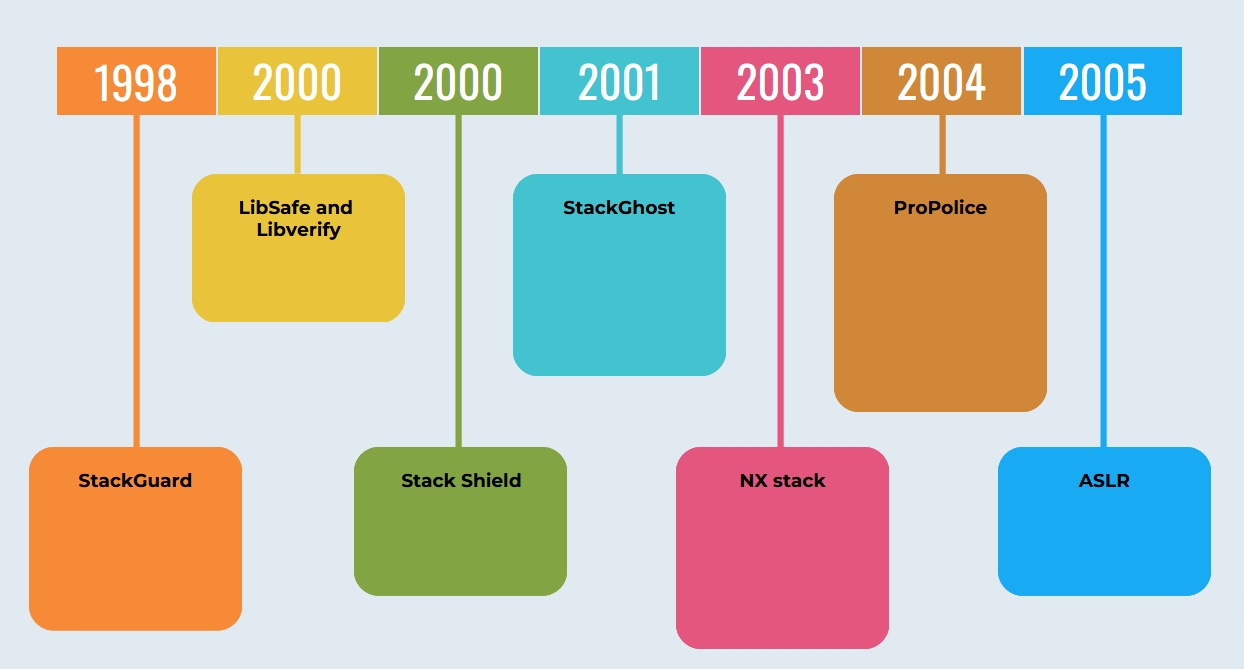 1998
2000
2000
2001
2003
2004
2005
LibSafe and
Libverify
StackGhost
ProPolice
StackGuard
Stack Shield
NX stack
ASLR